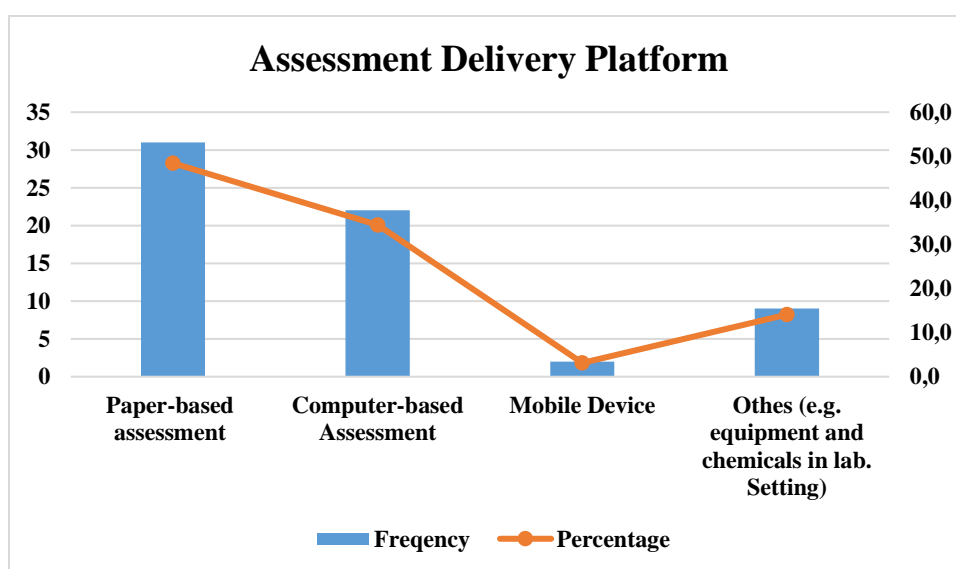 Assessment Delivery Platform
35
30
25
20
15
10
5
0
60,0
50,0
40,0
30,0
20,0
10,0
0,0
Paper-based
assessment
Computer-based
Assessment
Mobile Device
Othes (e.g.
equipment and
chemicals in lab.
Setting)
Freqency
Percentage